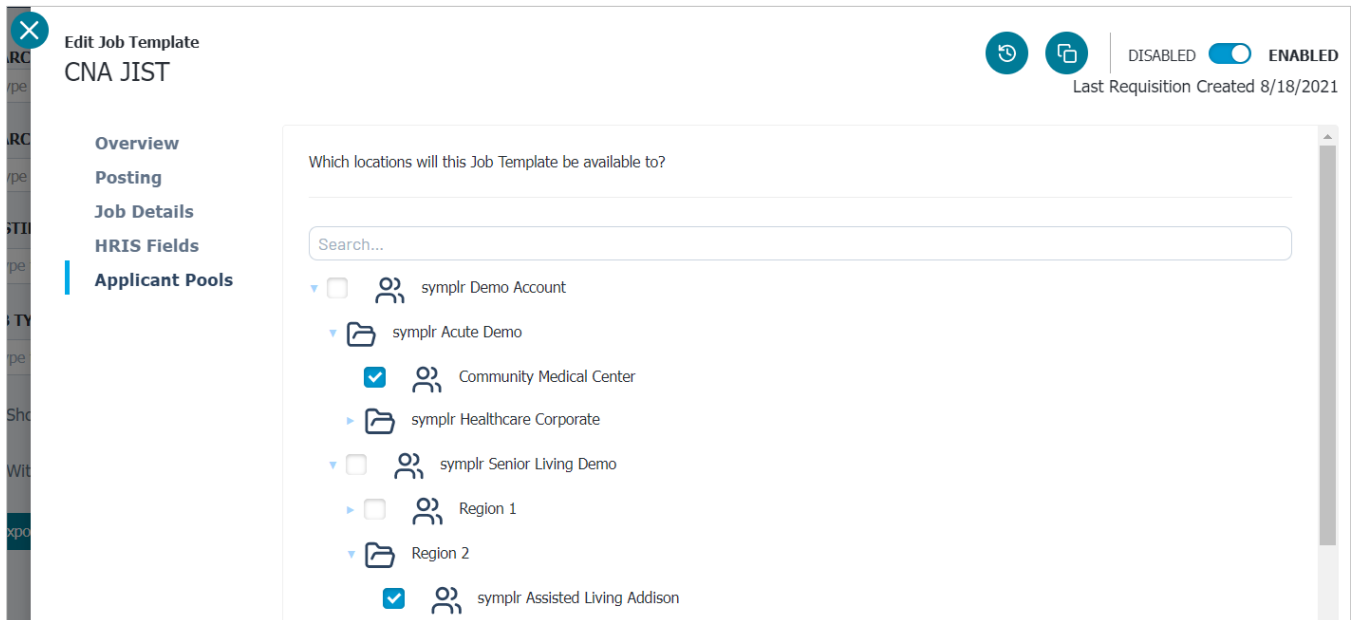 Edit Job Template
CNA JIST
DISABLED ENABLED
Last Requisition Created 8/18/2021
Overview
Posting
Job Details
HRIS Fields
Applicant Pools
Which locations will this Job Template be available to?
Search...
symplr Demo Account
symplr Acute Demo
Community Medical Center
symplr Healthcare Corporate
symplr Senior Living Demo
Region 1
Region 2
symplr Assisted Living Addison